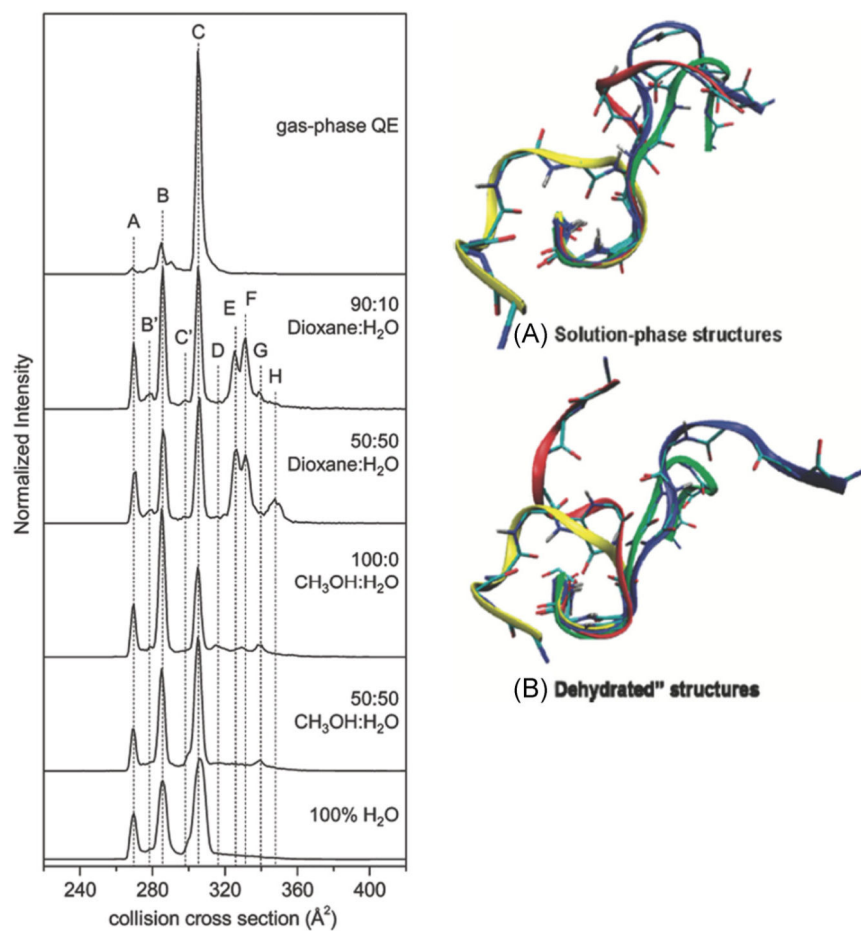 C
gas-phase QE
B
A
90:10
Dioxane:H₂O
E
F
B'
C'
D
G
H
50:50
Dioxane:H₂O
100:0
CH₃OH:H₂O
50:50
CH₃OH:H₂O
100% H₂O
Normalized Intensity
240 280 320 360 400
collision cross section (Å²)
(A) Solution-phase structures
(B) Dehydrated" structures